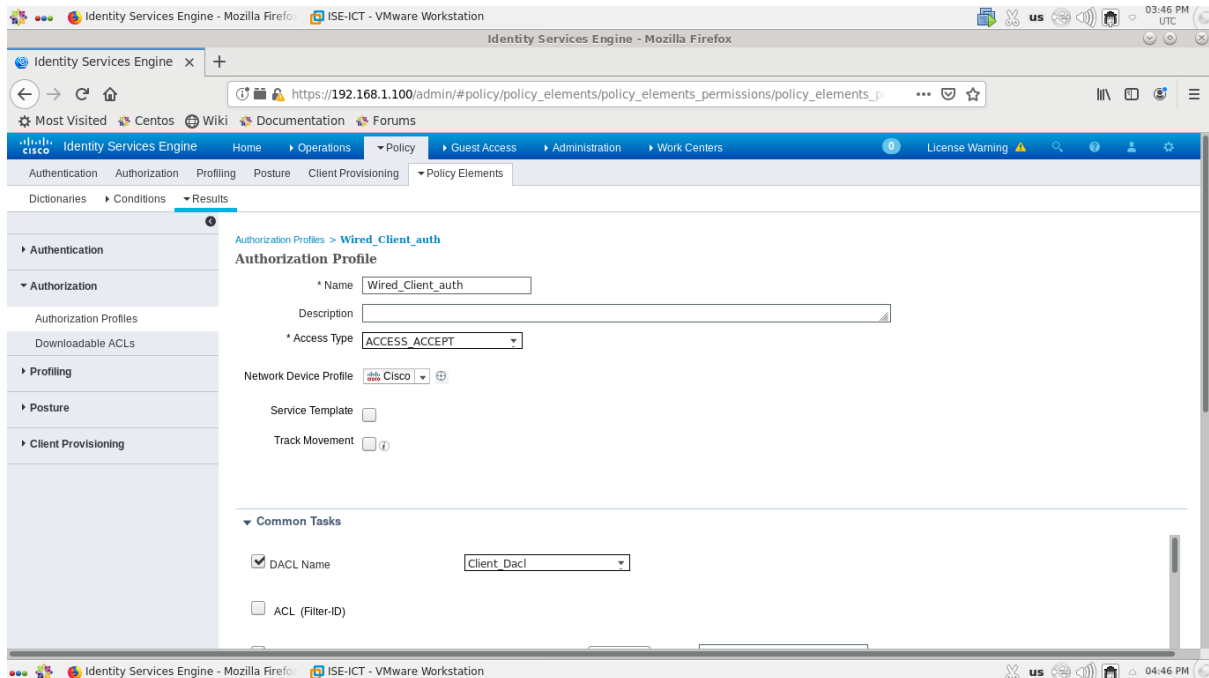 Identity Services Engine - Mozilla Firefo ISE-ICT - VMware Workstation us 03:46 PM
UTC
Identity Services Engine - Mozilla Firefox
Identity Services Engine × +
https://192.168.1.100/admin/#policy/policy_elements/policy_elements_permissions/policy_elements_p
Most Visited Centos Wiki Documentation Forums
cisco Identity Services Engine Home Operations Policy Guest Access Administration Work Centers 0 License Warning
Authentication Authorization Profiling Posture Client Provisioning Policy Elements
Dictionaries Conditions Results
Authentication
Authorization
Authorization Profiles
Downloadable ACLs
Profiling
Posture
Client Provisioning
Authorization Profiles > Wired_Client_auth
Authorization Profile
* Name Wired_Client_auth
Description
* Access Type ACCESS_ACCEPT
Network Device Profile cisco Cisco
Service Template
Track Movement i
Common Tasks
DACL Name Client_Dacl
ACL (Filter-ID)
Identity Services Engine - Mozilla Firefo ISE-ICT - VMware Workstation us 04:46 PM